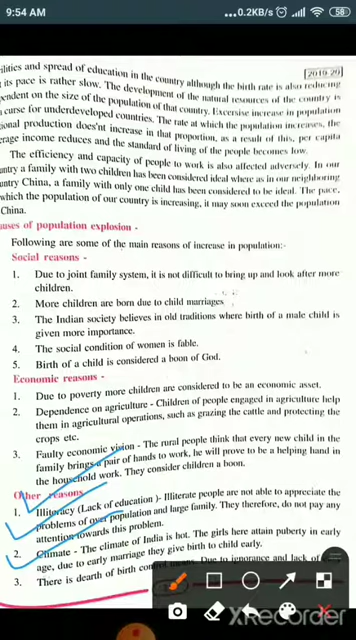 9:54 AM
...0.2KB/s
58
ilities and spread of education in the country although the birth rate is also reducing
its pace is rather slow. The development of the natural resources of the country is
pendent on the size of the population of that country. Excersise increase in population
curse for underdeveloped countries. The rate at which the population increases, the
ional production does'nt increase in that proportion, as a result of this, per capita
erage income reduces and the standard of living of the people becomes low.
The efficiency and capacity of people to work is also affected adversely. In our
untry a family with two children has been considered ideal where as in our neighboring
untry China, a family with only one child has been considered to be ideal. The pace,
which the population of our country is increasing, it may soon exceed the population
China.
auses of population explosion -
Following are some of the main reasons of increase in population:-
Social reasons -
1. Due to joint family system, it is not difficult to bring up and look after more
children.
2. More children are born due to child marriages
3. The Indian society believes in old traditions where birth of a male child is
given more importance.
4. The social condition of women is fable.
5. Birth of a child is considered a boon of God.
Economic reasons -
1. Due to poverty more children are considered to be an economic asset.
2. Dependence on agriculture - Children of people engaged in agriculture help
them in agricultural operations, such as grazing the cattle and protecting the
crops etc.
3. Faulty economic vision - The rural people think that every new child in the
family brings a pair of hands to work, he will prove to be a helping hand in
the household work. They consider children a boon.
Other reasons
1. Illiteracy (Lack of education )- Illiterate people are not able to appreciate the
problems of over population and large family. They therefore, do not pay any
attention towards this problem.
2. Climate - The climate of India is hot. The girls here attain puberty in early
age, due to early marriage they give birth to child early.
3. There is dearth of birth control means. Due to ignorance and lack of
XRECORDER